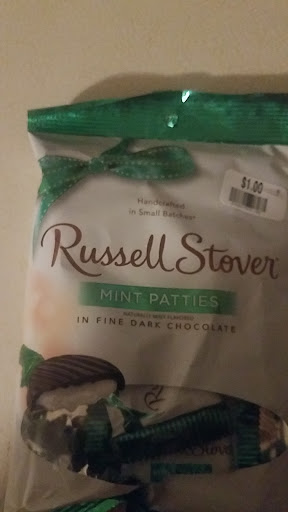 $1.00
Handcrafted
in Small Batches
Russell Stover
MINT PATTIES
NATURALLY MINT FLAVORED
IN FINE DARK CHOCOLATE